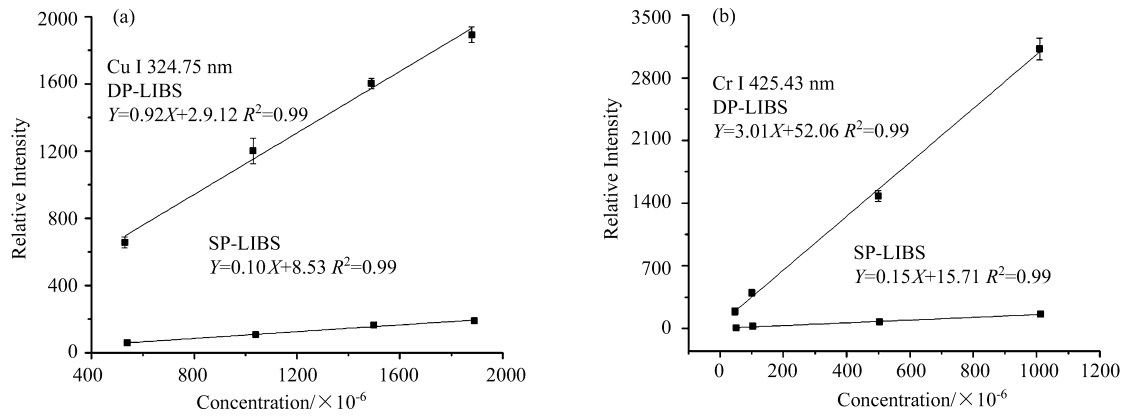 (a)
Cu I 324.75 nm
DP-LIBS
Y=0.92X+2.9.12 R²=0.99
SP-LIBS
Y=0.10X+8.53 R²=0.99
Relative Intensity
2000
1600
1200
800
400
0
400 800 1200 1600 2000
Concentration/×10⁻⁶
(b)
Cr I 425.43 nm
DP-LIBS
Y=3.01X+52.06 R²=0.99
SP-LIBS
Y=0.15X+15.71 R²=0.99
Relative Intensity
3500
2800
2100
1400
700
0
0 200 400 600 800 1000 1200
Concentration/×10⁻⁶